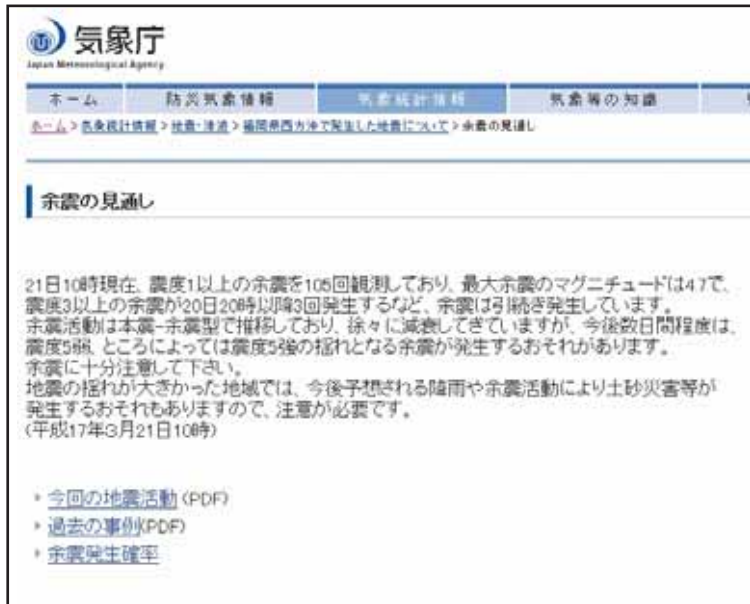 気象庁
Japan Meteorological Agency
ホーム 防災気象情報 気象統計情報 気象等の知識
ホーム > 気象統計情報 > 地震・津波 > 福岡県西方沖で発生した地震について > 余震の見通し
余震の見通し
21日10時現在、震度1以上の余震を105回観測しており、最大余震のマグニチュードは4.7で、
震度3以上の余震が20日20時以降3回発生するなど、余震は引続き発生しています。
余震活動は本震-余震型で推移しており、徐々に減衰してきていますが、今後数日間程度は、
震度5弱、ところによっては震度5強の揺れとなる余震が発生するおそれがあります。
余震に十分注意して下さい。
地震の揺れが大きかった地域では、今後予想される降雨や余震活動により土砂災害等が
発生するおそれもありますので、注意が必要です。
(平成17年3月21日10時)
今回の地震活動 (PDF)
過去の事例(PDF)
余震発生確率